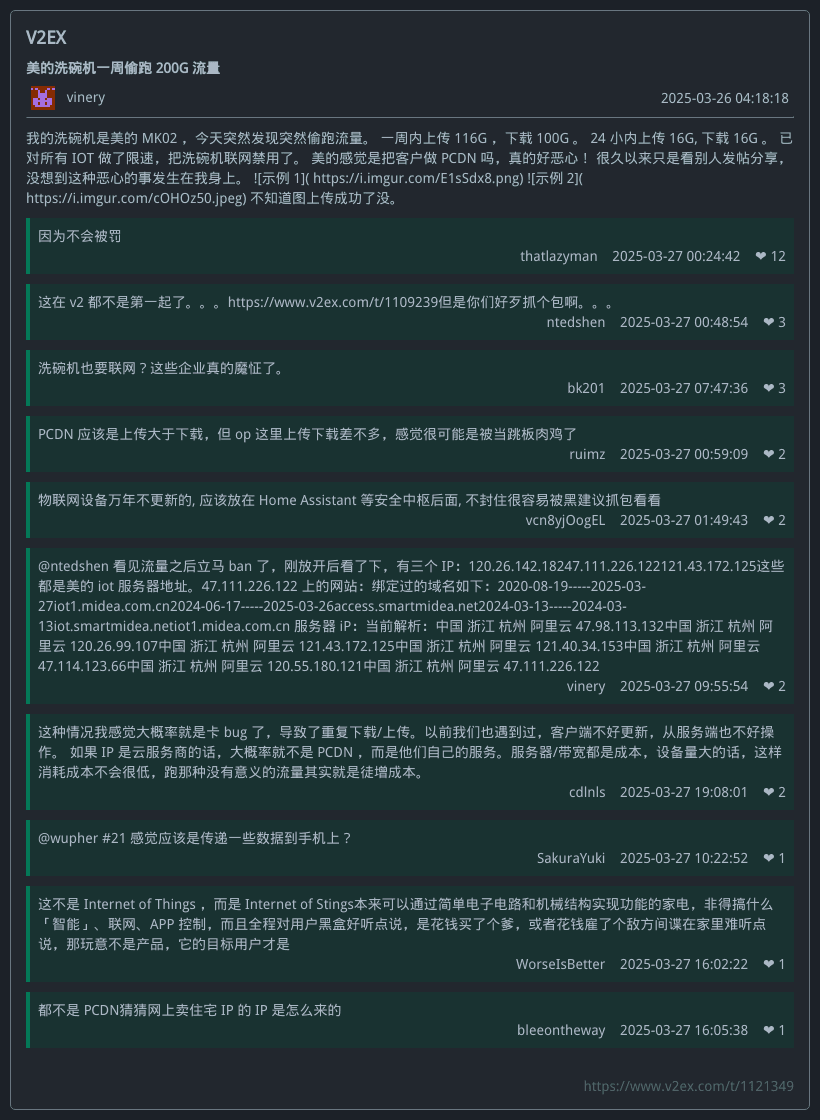 V2EX
美的洗碗机一周偷跑 200G 流量
vinery
2025-03-26 04:18:18
我的洗碗机是美的 MK02 ，今天突然发现突然偷跑流量。 一周内上传 116G ，下载 100G 。 24 小内上传 16G, 下载 16G 。 已
对所有 IOT 做了限速，把洗碗机联网禁用了。 美的感觉是把客户做 PCDN 吗，真的好恶心！ 很久以来只是看别人发帖分享，
没想到这种恶心的事发生在我身上。 ![示例 1]( https://i.imgur.com/E1sSdx8.png) ![示例 2](
https://i.imgur.com/cOHOz50.jpeg) 不知道图上传成功了没。
因为不会被罚
thatlazyman 2025-03-27 00:24:42 ❤ 12
这在 v2 都不是第一起了。。。https://www.v2ex.com/t/1109239但是你们好歹抓个包啊。。。
ntedshen 2025-03-27 00:48:54 ❤ 3
洗碗机也要联网？这些企业真的魔怔了。
bk201 2025-03-27 07:47:36 ❤ 3
PCDN 应该是上传大于下载，但 op 这里上传下载差不多，感觉很可能是被当跳板肉鸡了
ruimz 2025-03-27 00:59:09 ❤ 2
物联网设备万年不更新的, 应该放在 Home Assistant 等安全中枢后面, 不封住很容易被黑建议抓包看看
vcn8yjOogEL 2025-03-27 01:49:43 ❤ 2
@ntedshen 看见流量之后立马 ban 了，刚放开后看了下，有三个 IP：120.26.142.18247.111.226.122121.43.172.125这些
都是美的 iot 服务器地址。47.111.226.122 上的网站：绑定过的域名如下：2020-08-19-----2025-03-
27iot1.midea.com.cn2024-06-17-----2025-03-26access.smartmidea.net2024-03-13-----2024-03-
13iot.smartmidea.netiot1.midea.com.cn 服务器 iP：当前解析：中国 浙江 杭州 阿里云 47.98.113.132中国 浙江 杭州 阿
里云 120.26.99.107中国 浙江 杭州 阿里云 121.43.172.125中国 浙江 杭州 阿里云 121.40.34.153中国 浙江 杭州 阿里云
47.114.123.66中国 浙江 杭州 阿里云 120.55.180.121中国 浙江 杭州 阿里云 47.111.226.122
vinery 2025-03-27 09:55:54 ❤ 2
这种情况我感觉大概率就是卡 bug 了，导致了重复下载/上传。以前我们也遇到过，客户端不好更新，从服务端也不好操
作。 如果 IP 是云服务商的话，大概率就不是 PCDN ，而是他们自己的服务。服务器/带宽都是成本，设备量大的话，这样
消耗成本不会很低，跑那种没有意义的流量其实就是徒增成本。
cdlnls 2025-03-27 19:08:01 ❤ 2
@wupher #21 感觉应该是传递一些数据到手机上？
SakuraYuki 2025-03-27 10:22:52 ❤ 1
这不是 Internet of Things ，而是 Internet of Stings本来可以通过简单电子电路和机械结构实现功能的家电，非得搞什么
「智能」、联网、APP 控制，而且全程对用户黑盒好听点说，是花钱买了个爹，或者花钱雇了个敌方间谍在家里难听点
说，那玩意不是产品，它的目标用户才是
WorseIsBetter 2025-03-27 16:02:22 ❤ 1
都不是 PCDN猜猜网上卖住宅 IP 的 IP 是怎么来的
bleeontheway 2025-03-27 16:05:38 ❤ 1
https://www.v2ex.com/t/1121349